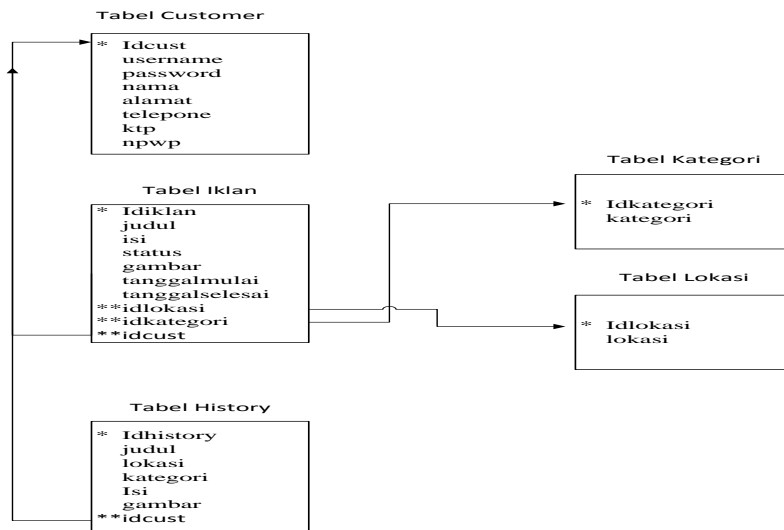 Tabel Customer
* Idcust
username
password
nama
alamat
telepone
ktp
npwp
Tabel Iklan
* Idiklan
judul
isi
status
gambar
tanggalmulai
tanggalselesai
**idlokasi
**idkategori
**idcust
Tabel Kategori
* Idkategori
kategori
Tabel Lokasi
* Idlokasi
lokasi
Tabel History
* Idhistory
judul
lokasi
kategori
Isi
gambar
**idcust